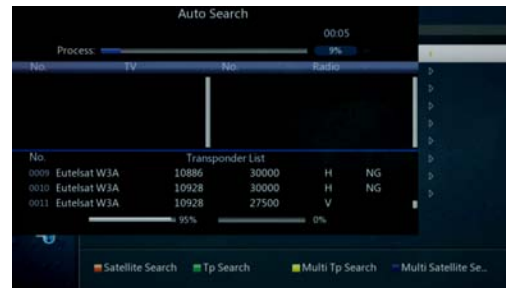 Auto Search
00:05
Process: 9%
No. TV No. Radio
No. Transponder List
0009 Eutelsat W3A 10886 30000 H NG
0010 Eutelsat W3A 10928 30000 H NG
0011 Eutelsat W3A 10928 27500 V
95% 0%
Satellite Search Tp Search Multi Tp Search Multi Satellite Se...